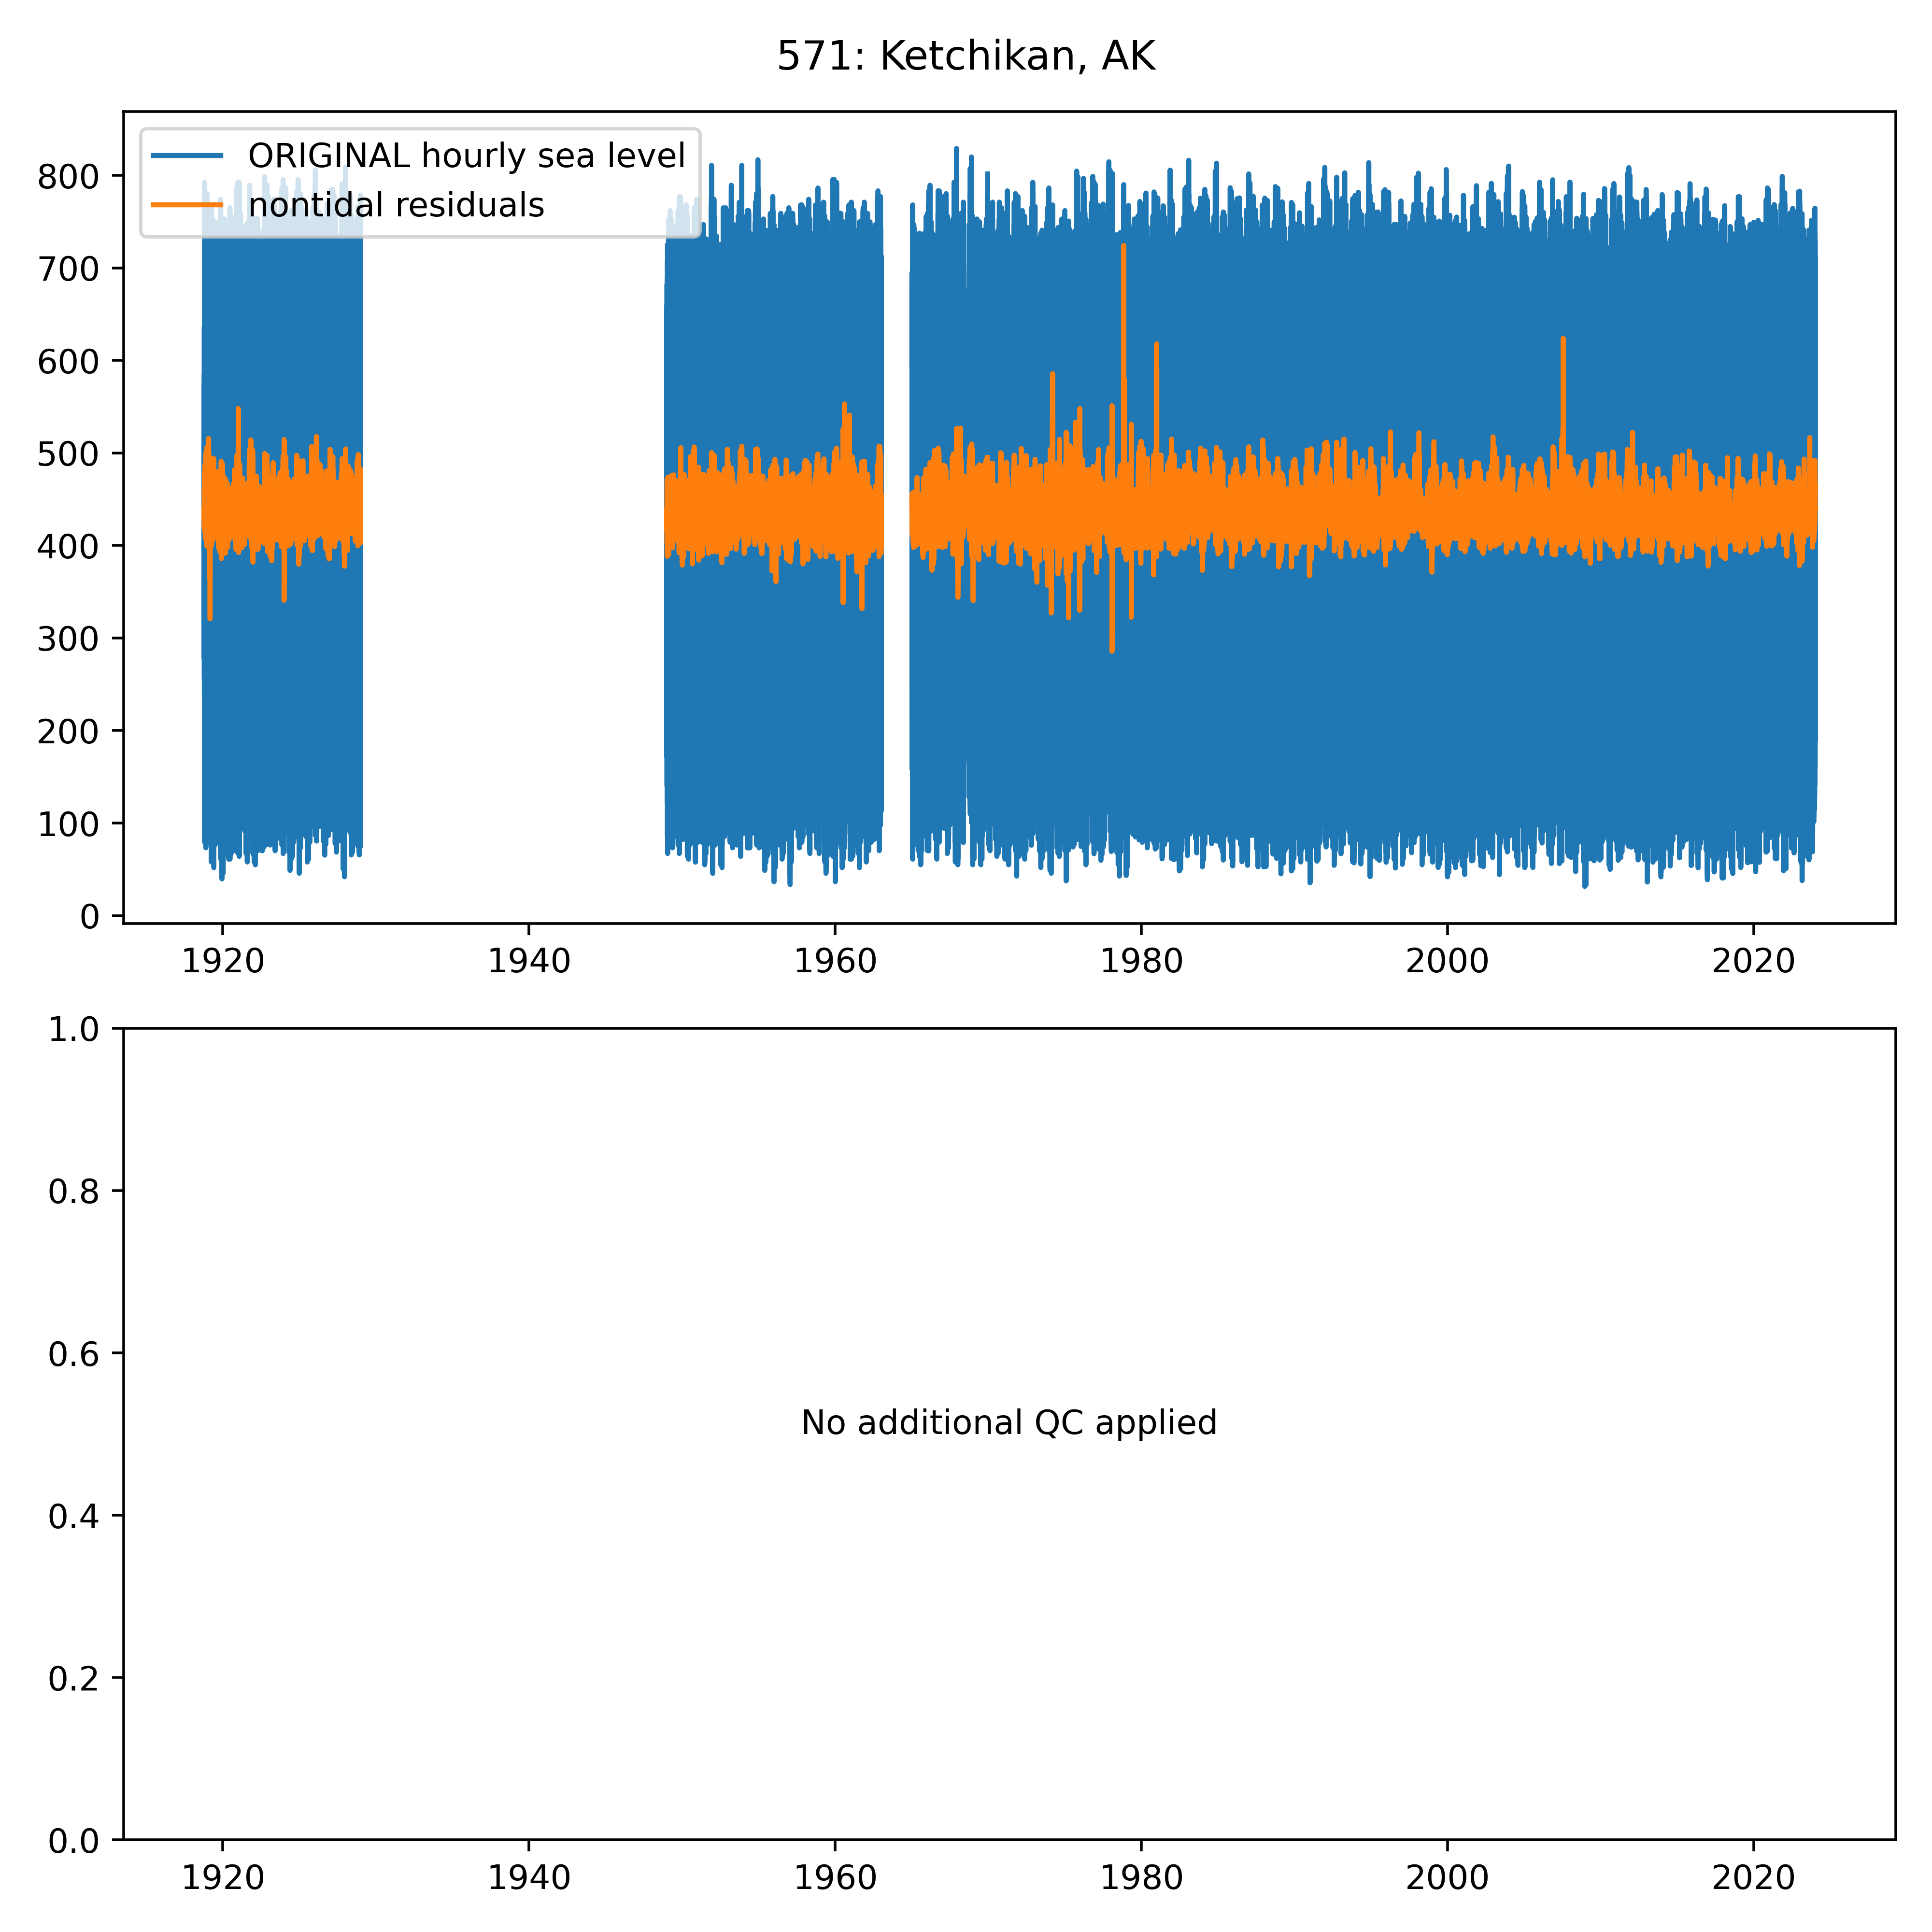 571: Ketchikan, AK
ORIGINAL hourly sea level
nontidal residuals
800
700
600
500
400
300
200
100
0
1920 1940 1960 1980 2000 2020
1.0
0.8
0.6
No additional QC applied
0.4
0.2
0.0
1920 1940 1960 1980 2000 2020